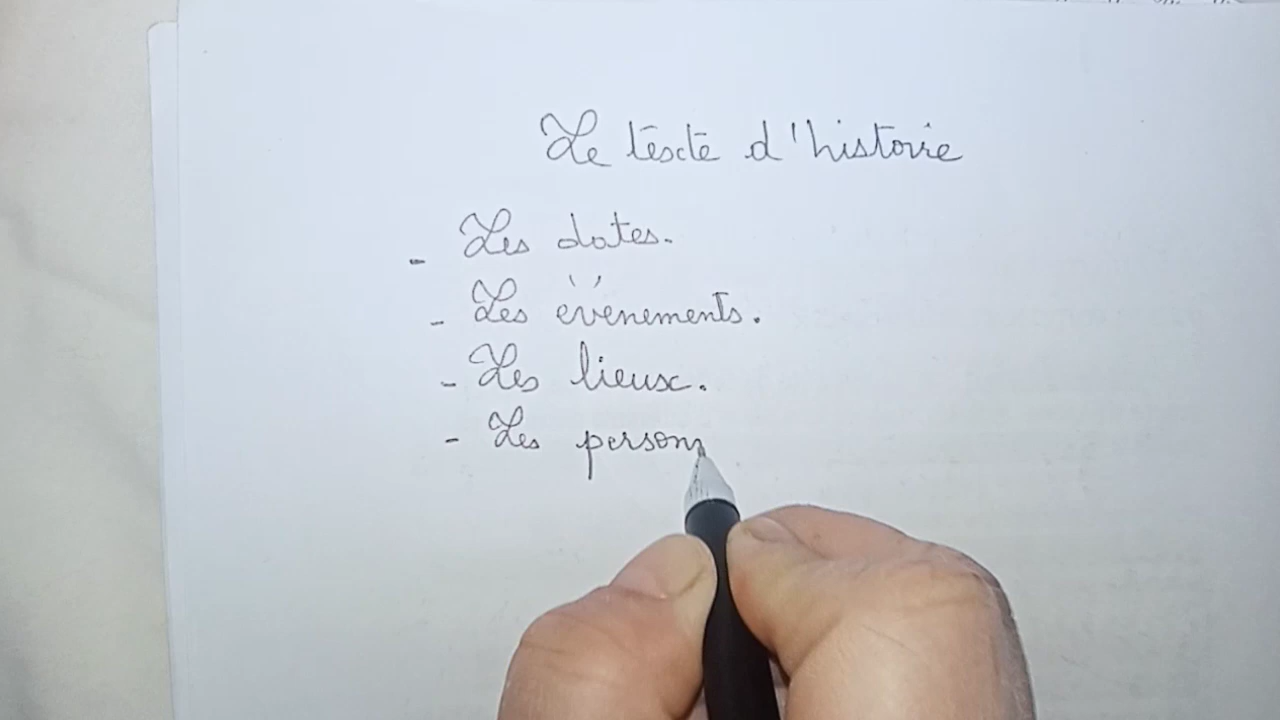 Le texte d'histoire
- Les dates.
- Les événements.
- Les lieux.
- Les person